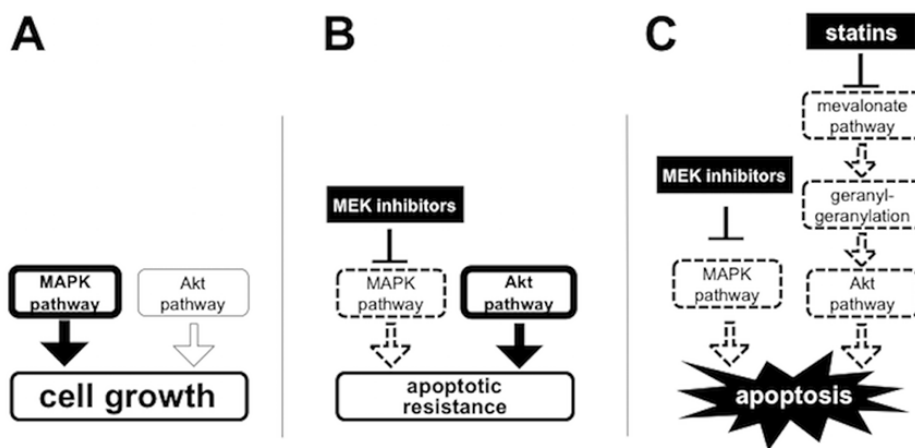 A
MAPK
pathway
Akt
pathway
cell growth
B
MEK inhibitors
MAPK
pathway
Akt
pathway
apoptotic
resistance
C
statins
mevalonate
pathway
MEK inhibitors
geranyl-
geranylation
MAPK
pathway
Akt
pathway
apoptosis